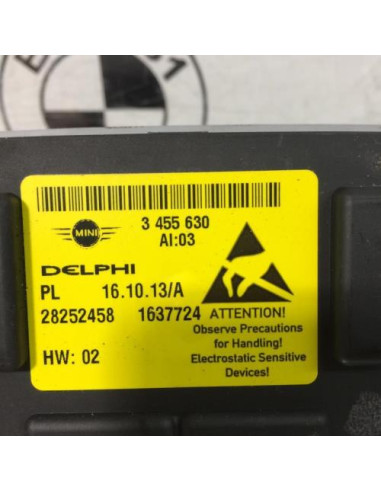 MINI
3 455 630
AI:03
DELPHI
PL 16.10.13/A
28252458 1637724
HW: 02
ATTENTION!
Observe Precautions
for Handling!
Electrostatic Sensitive
Devices!